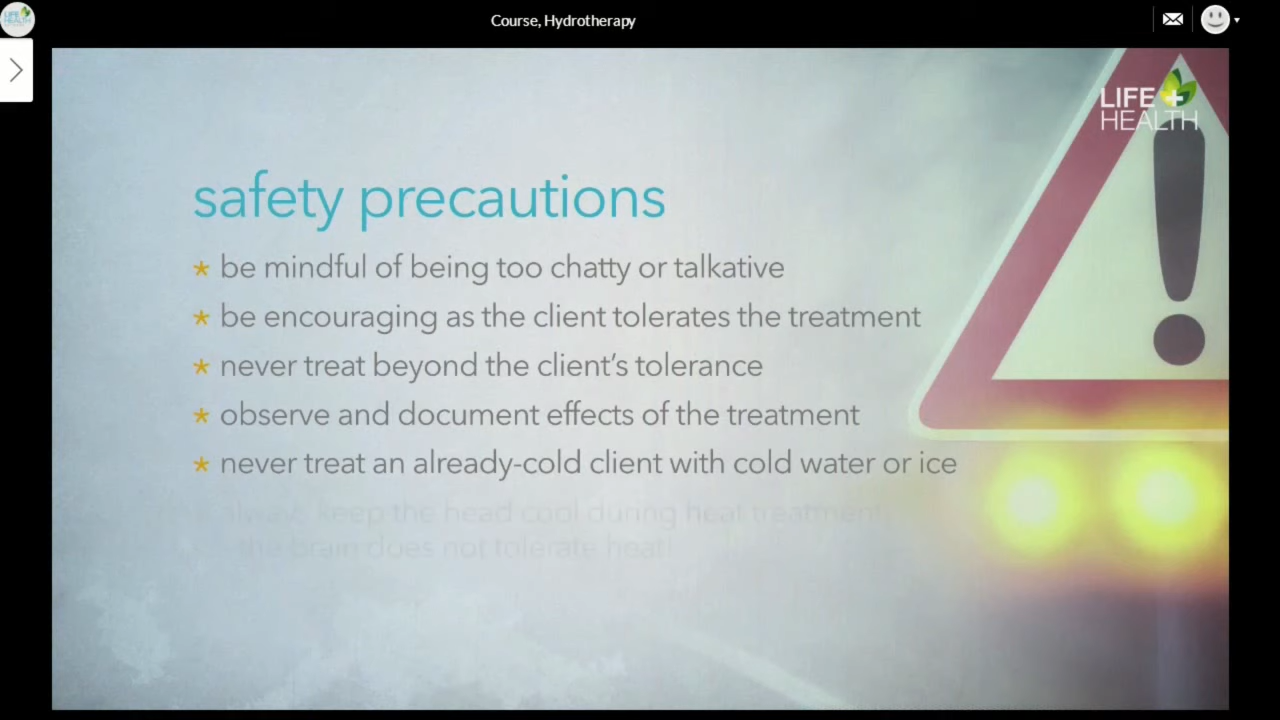 Course, Hydrotherapy
LIFE
HEALTH
safety precautions
* be mindful of being too chatty or talkative
* be encouraging as the client tolerates the treatment
* never treat beyond the client's tolerance
* observe and document effects of the treatment
* never treat an already-cold client with cold water or ice
always keep the head cool during heat treatment
the brain does not tolerate heat